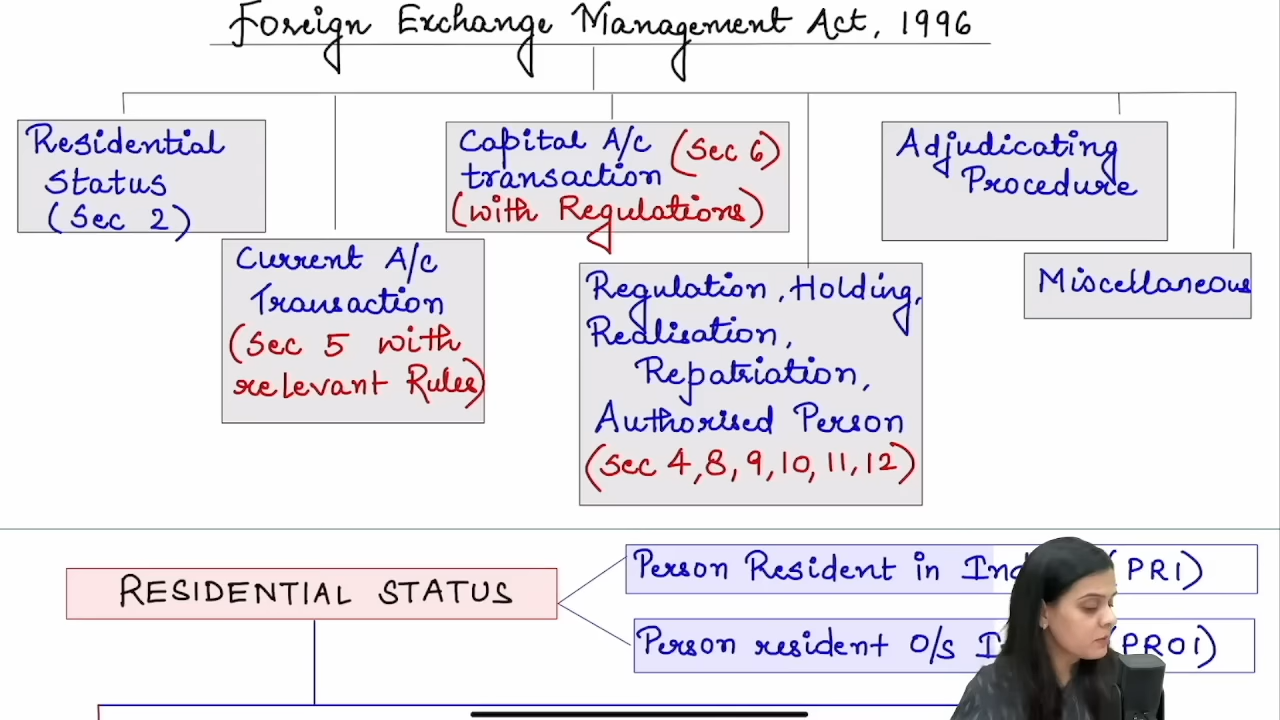 Foreign Exchange Management Act, 1996
Residential
Status
(Sec 2)
Current A/c
Transaction
(Sec 5 with
relevant Rules)
Capital A/c (Sec 6)
transaction
(with Regulations)
Regulation, Holding,
Realisation,
Repatriation,
Authorised Person
(Sec 4, 8, 9, 10, 11, 12)
Adjudicating
Procedure
Miscellaneous
RESIDENTIAL STATUS
Person Resident in Ind (PRI)
Person resident O/S I (PROI)